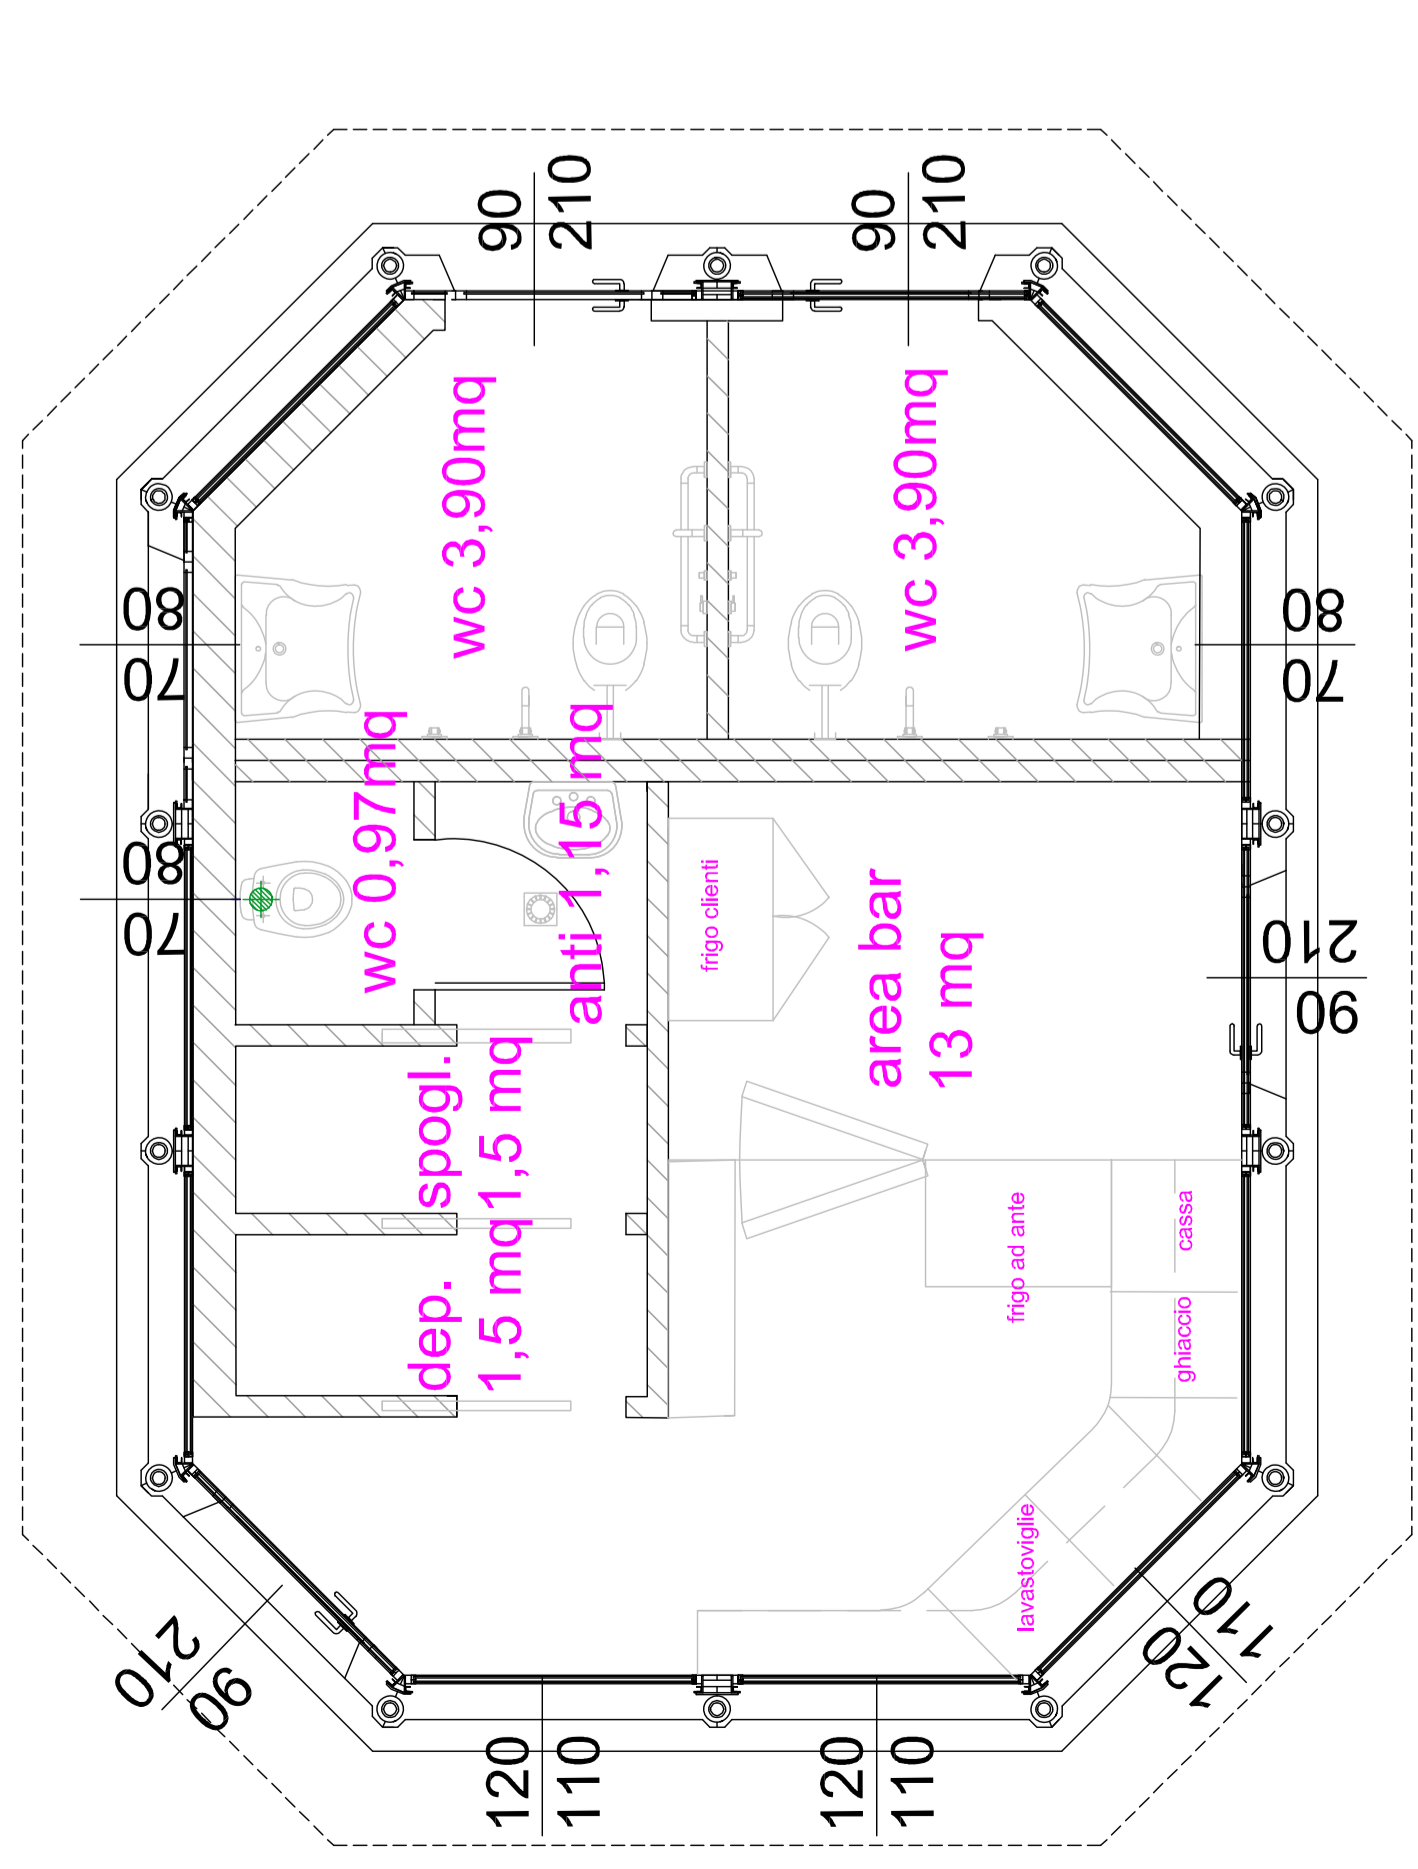 90
210
90
210
wc 3,90mq
wc 3,90mq
80
70
80
70
wc 0,97mq
anti 1,15 mq
80
70
frigo clienti
area bar
13 mq
210
90
spogl.
1,5 mq
dep.
1,5 mq
frigo ad ante
cassa
ghiaccio
lavastoviglie
90
210
120
110
120
110
120
110